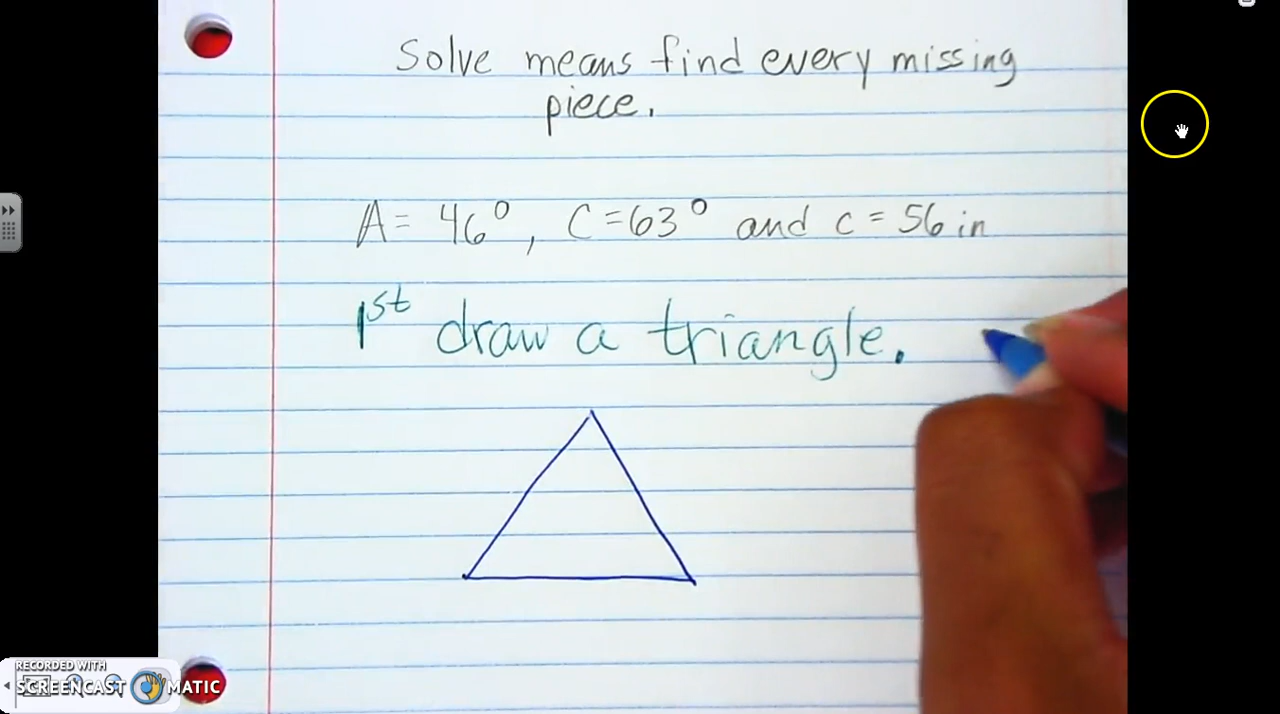 Solve means find every missing
piece.
A = 46°, C = 63° and c = 56 in
1st draw a triangle.
RECORDED WITH
SCREENCAST MATIC